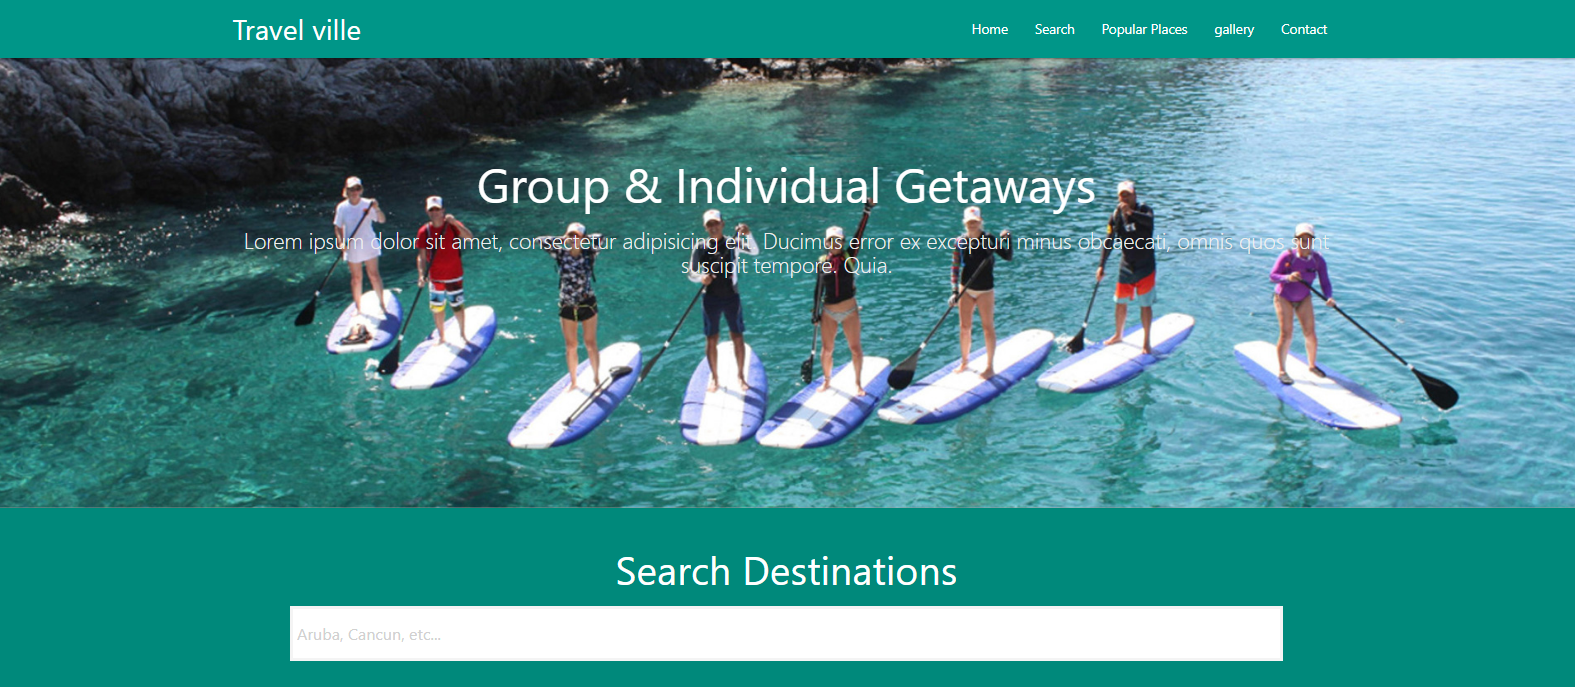 Travel ville
Home Search Popular Places gallery Contact
Group & Individual Getaways
Lorem ipsum dolor sit amet, consectetur adipisicing elit. Ducimus error ex excepturi minus obcaecati, omnis quos sunt
suscipit tempore. Quia.
Search Destinations
Aruba, Cancun, etc...